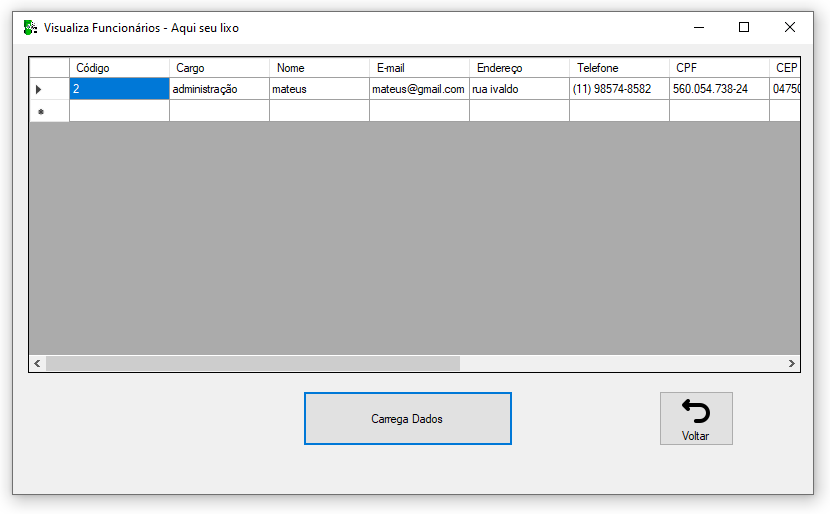 Visualiza Funcionários - Aqui seu lixo
Código Cargo Nome E-mail Endereço Telefone CPF CEP
2 administração mateus mateus@gmail.com rua ivaldo (11) 98574-8582 560.054.738-24 04750
Carrega Dados
Voltar